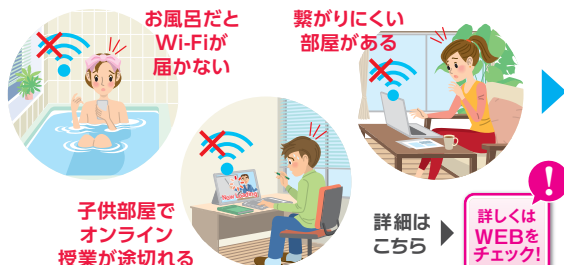 お風呂だと
Wi-Fiが
届かない
繋がりにくい
部屋がある
子供部屋で
オンライン
授業が途切れる
詳細は
こちら
詳しくは
WEBを
チェック!